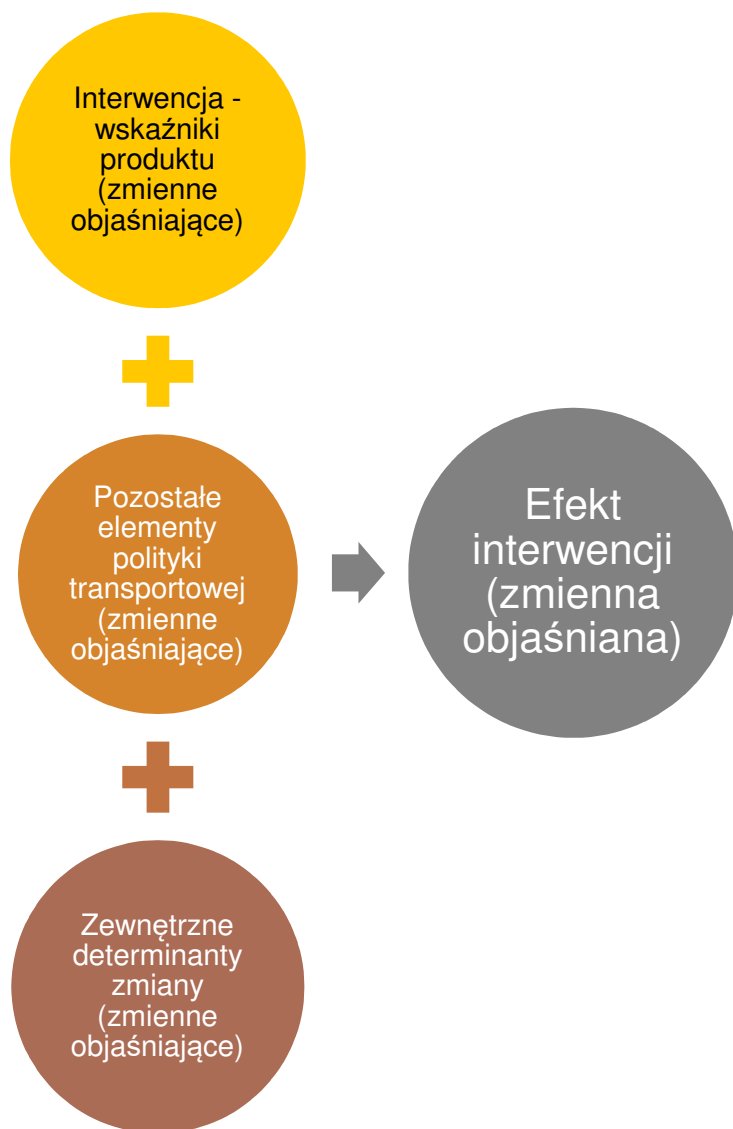 Interwencja -
wskaźniki
produktu
(zmienne
objaśniające)
Pozostałe
elementy
polityki
transportowej
(zmienne
objaśniające)
Zewnętrzne
determinanty
zmiany
(zmienne
objaśniające)
Efekt
interwencji
(zmienna
objaśniana)